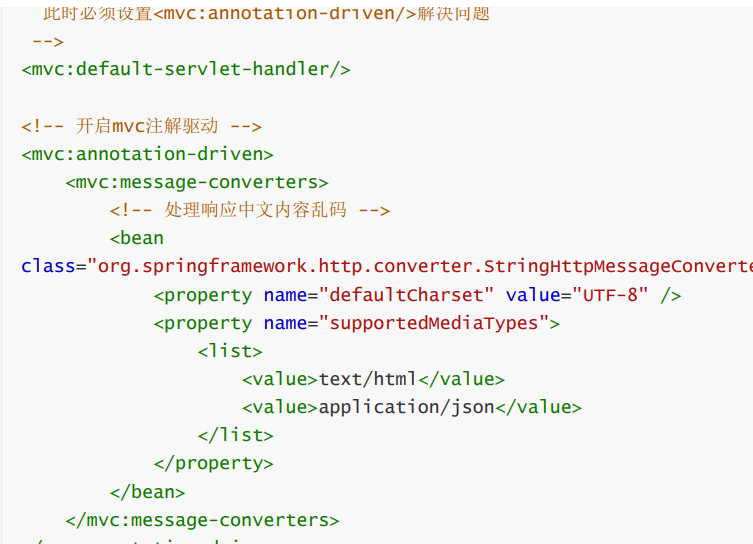 此时必须设置<mvc:annotation-driven/>解决问题
-->
<mvc:default-servlet-handler/>
<!-- 开启mvc注解驱动 -->
<mvc:annotation-driven>
<mvc:message-converters>
<!-- 处理响应中文内容乱码 -->
<bean
class="org.springframework.http.converter.StringHttpMessageConverte
<property name="defaultCharset" value="UTF-8" />
<property name="supportedMediaTypes">
<list>
<value>text/html</value>
<value>application/json</value>
</list>
</property>
</bean>
</mvc:message-converters>